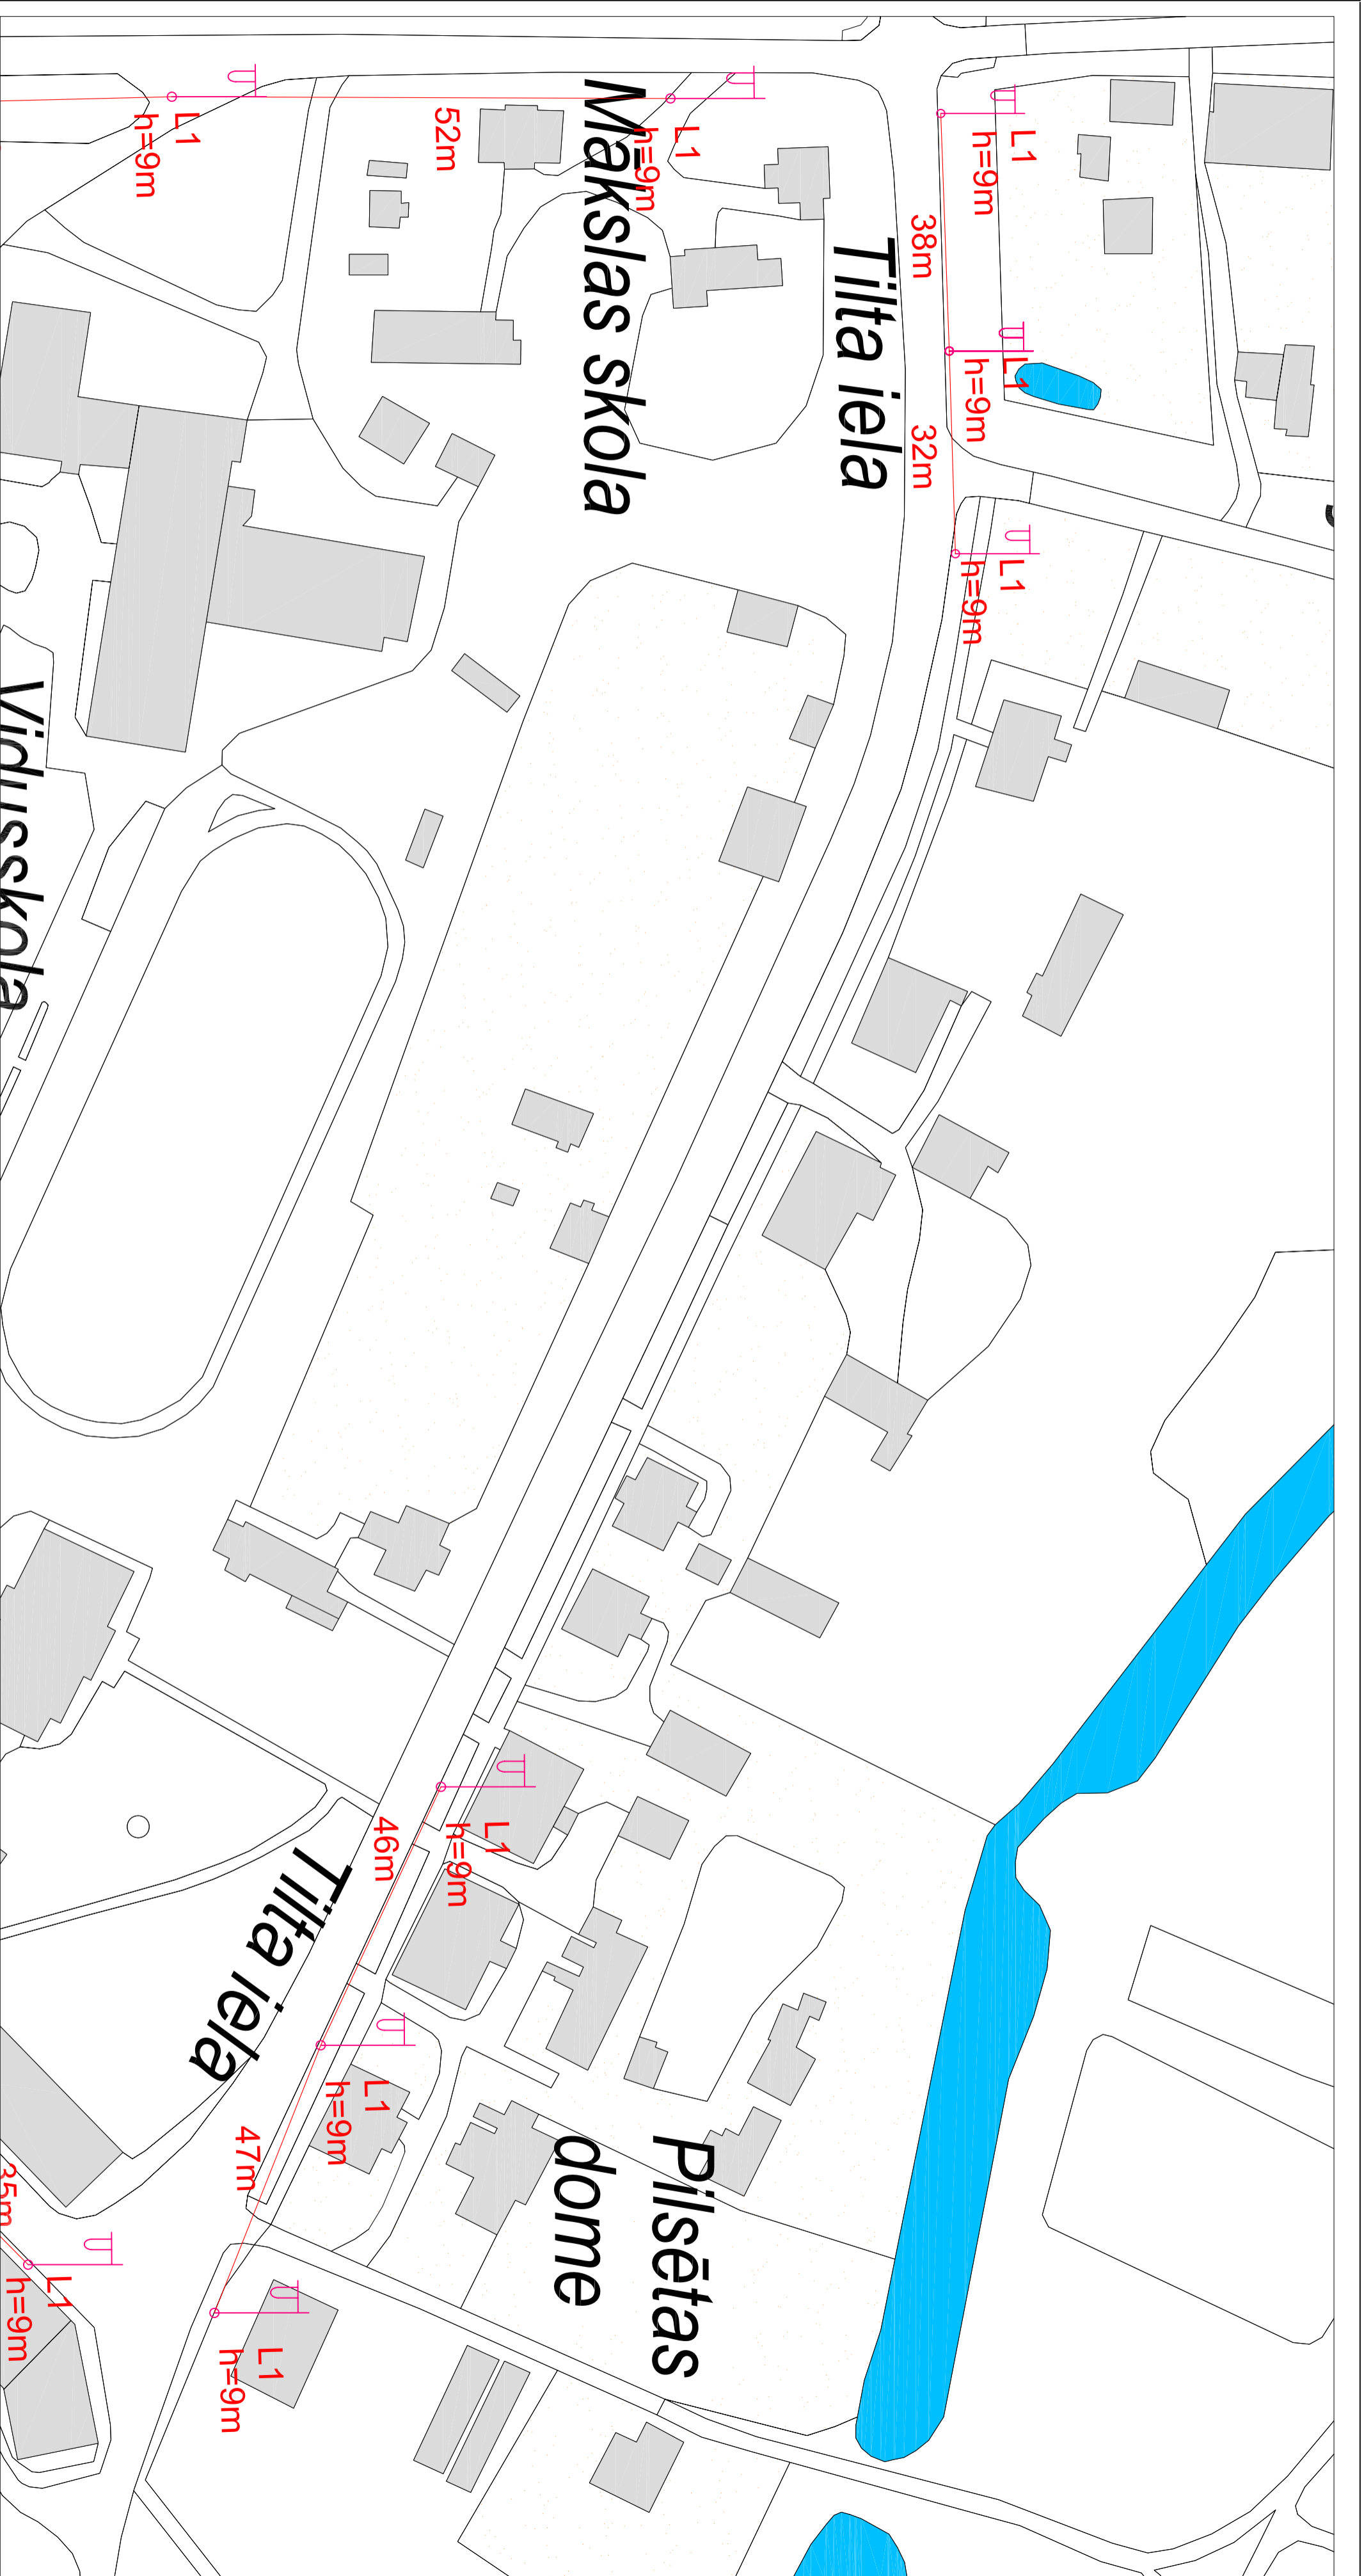 L1
h=9m
52m
L1
h=9m
Mākslas skola
Tilta iela
L1
h=9m
38m
L1
h=9m
32m
L1
h=9m
Vidusskola
L1
h=9m
46m
Tilta iela
L1
h=9m
47m
Pilsētas
dome
L1
h=9m
35m
L1
h=9m